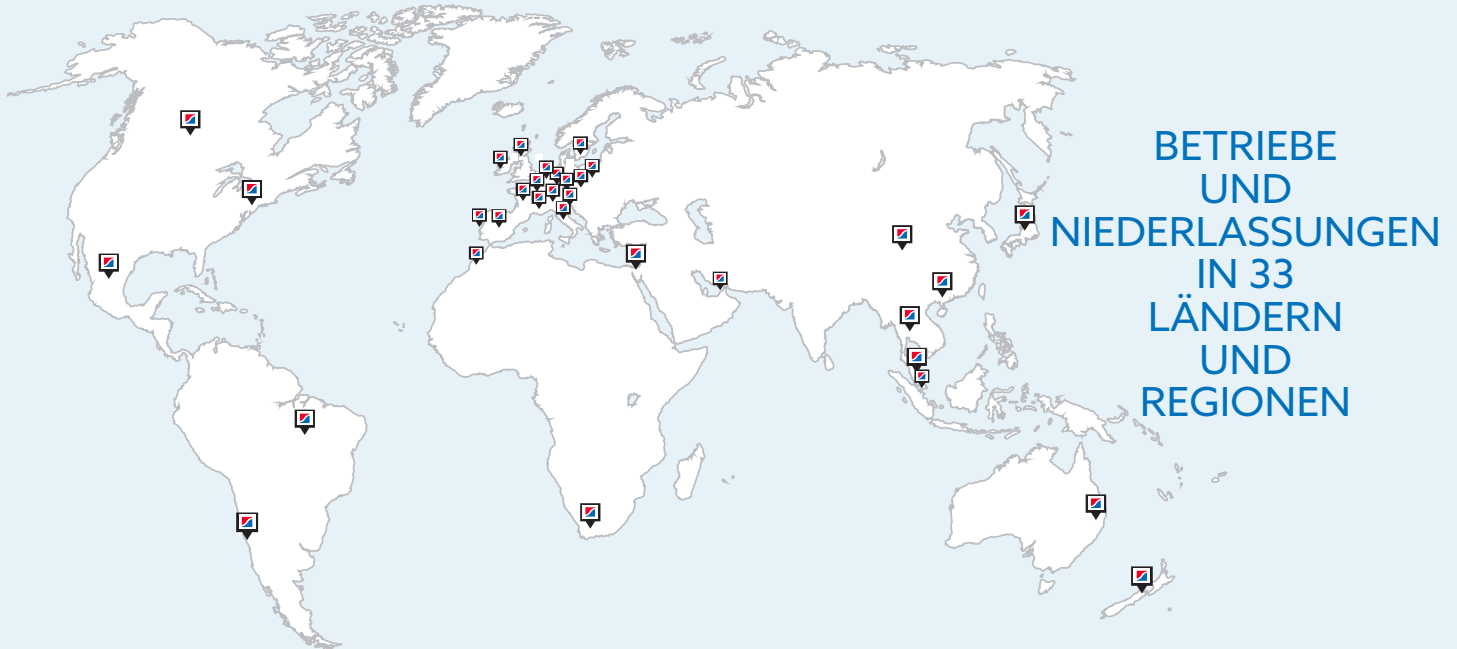 BETRIEBE
UND
NIEDERLASSUNGEN
IN 33
LÄNDERN
UND
REGIONEN